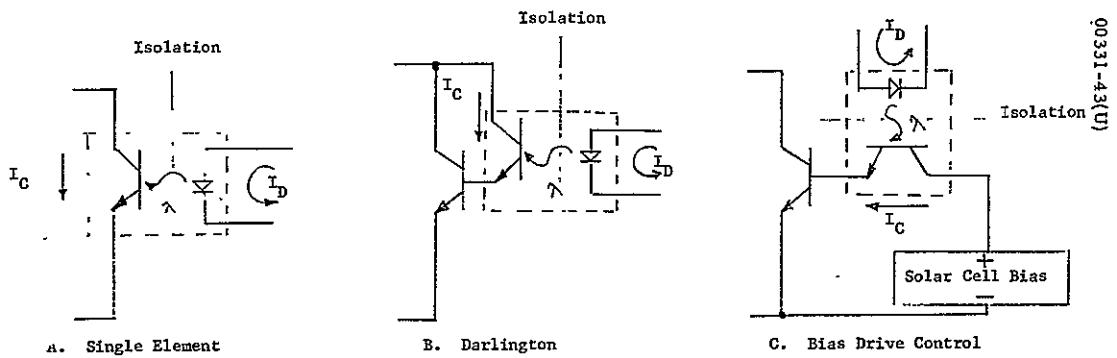 Isolation
I_C
λ
I_D
A. Single Element
Isolation
I_C
λ
I_D
B. Darlington
I_D
λ
Isolation
I_C
+
Solar Cell Bias
−
C. Bias Drive Control
00331-43(U)